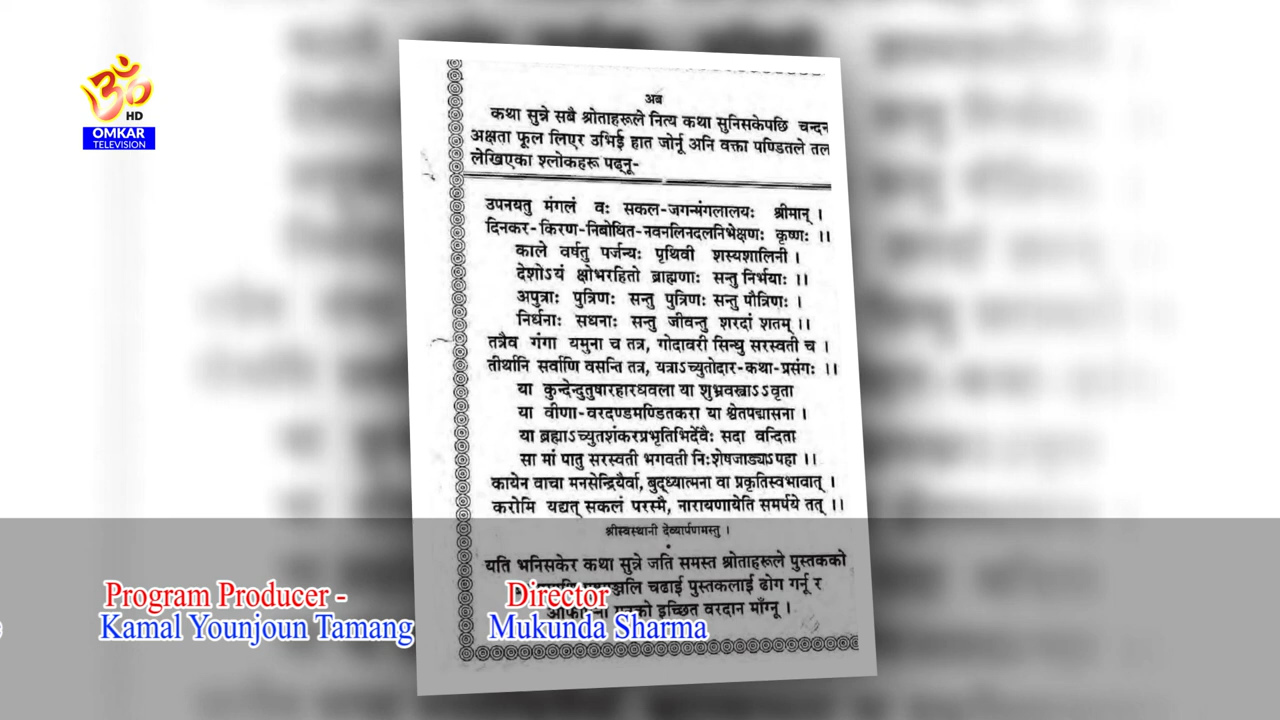 ॐ
HD
OMKAR
TELEVISION
अब
कथा सुन्ने सबै श्रोताहरूले नित्य कथा सुनिसकेपछि चन्दन
अक्षता फूल लिएर उभिई हात जोर्नू अनि वक्ता पण्डितले तल
लेखिएका श्लोकहरू पढ्नू-
उपनयतु मंगलं वः सकल-जगन्मंगलालयः श्रीमान् ।
दिनकर-किरण-निबोधित-नवनलिनदलनिभेक्षणः कृष्णः ।।
काले वर्षतु पर्जन्यः पृथिवी शस्यशालिनी ।
देशोऽयं क्षोभरहितो ब्राह्मणाः सन्तु निर्भयाः ।।
अपुत्राः पुत्रिणः सन्तु पुत्रिणः सन्तु पौत्रिणः ।
निर्धनाः सधनाः सन्तु जीवन्तु शरदां शतम् ।।
तत्रैव गंगा यमुना च तत्र, गोदावरी सिन्धु सरस्वती च ।
तीर्थानि सर्वाणि वसन्ति तत्र, यत्राऽच्युतोदार-कथा-प्रसंगः ।।
या कुन्देन्दुतुषारहारधवला या शुभ्रवस्त्राऽऽवृता
या वीणा-वरदण्डमण्डितकरा या श्वेतपद्मासना ।
या ब्रह्माऽच्युतशंकरप्रभृतिभिर्देवैः सदा वन्दिता
सा मां पातु सरस्वती भगवती निःशेषजाड्याऽपहा ।।
कायेन वाचा मनसेन्द्रियैर्वा, बुद्ध्यात्मना वा प्रकृतिस्वभावात् ।
करोमि यद्यत् सकलं परस्मै, नारायणायेति समर्पये तत् ।।
श्रीस्वस्थानी देव्यार्पणमस्तु ।
यति भनिसकेर कथा सुन्ने जति समस्त श्रोताहरूले पुस्तकको
चढाई पुस्तकलाई ढोग गर्नू र
इच्छित वरदान माँग्नू ।
Program Producer -
Kamal Younjoun Tamang
Director
Mukunda Sharma